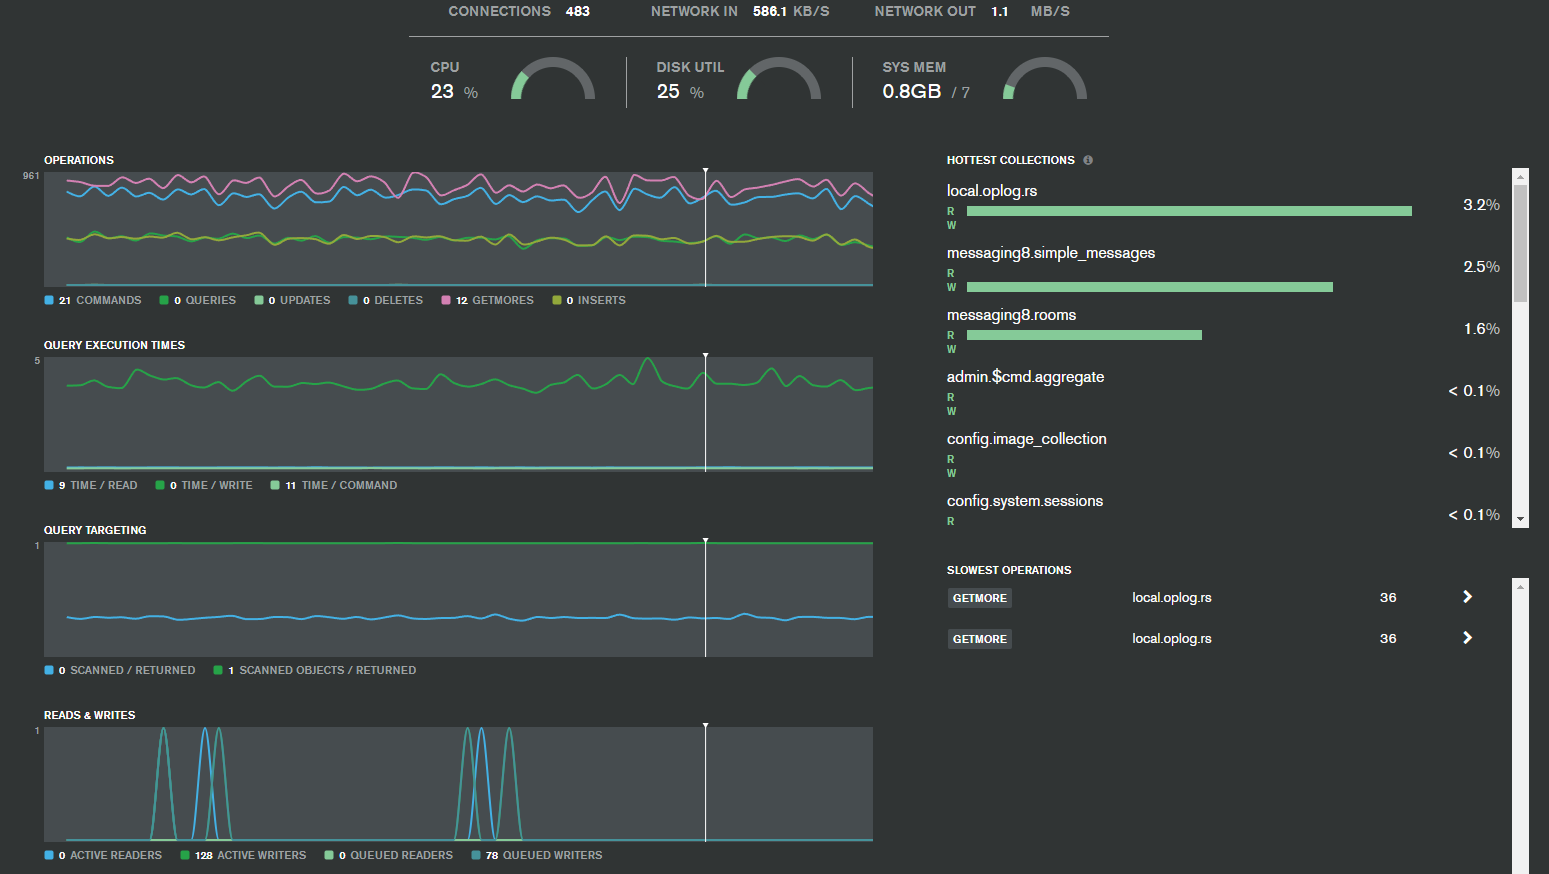 CONNECTIONS 483 NETWORK IN 586.1 KB/S NETWORK OUT 1.1 MB/S
CPU DISK UTIL SYS MEM
23 % 25 % 0.8GB / 7
OPERATIONS
961
21 COMMANDS 0 QUERIES 0 UPDATES 0 DELETES 12 GETMORES 0 INSERTS
QUERY EXECUTION TIMES
5
9 TIME / READ 0 TIME / WRITE 11 TIME / COMMAND
QUERY TARGETING
1
0 SCANNED / RETURNED 1 SCANNED OBJECTS / RETURNED
READS & WRITES
1
0 ACTIVE READERS 128 ACTIVE WRITERS 0 QUEUED READERS 78 QUEUED WRITERS
HOTTEST COLLECTIONS i
local.oplog.rs
R
3.2%
W
messaging8.simple_messages
R
2.5%
W
messaging8.rooms
R
1.6%
W
admin.$cmd.aggregate
R
< 0.1%
W
config.image_collection
R
< 0.1%
W
config.system.sessions
R
< 0.1%
SLOWEST OPERATIONS
GETMORE local.oplog.rs 36
GETMORE local.oplog.rs 36